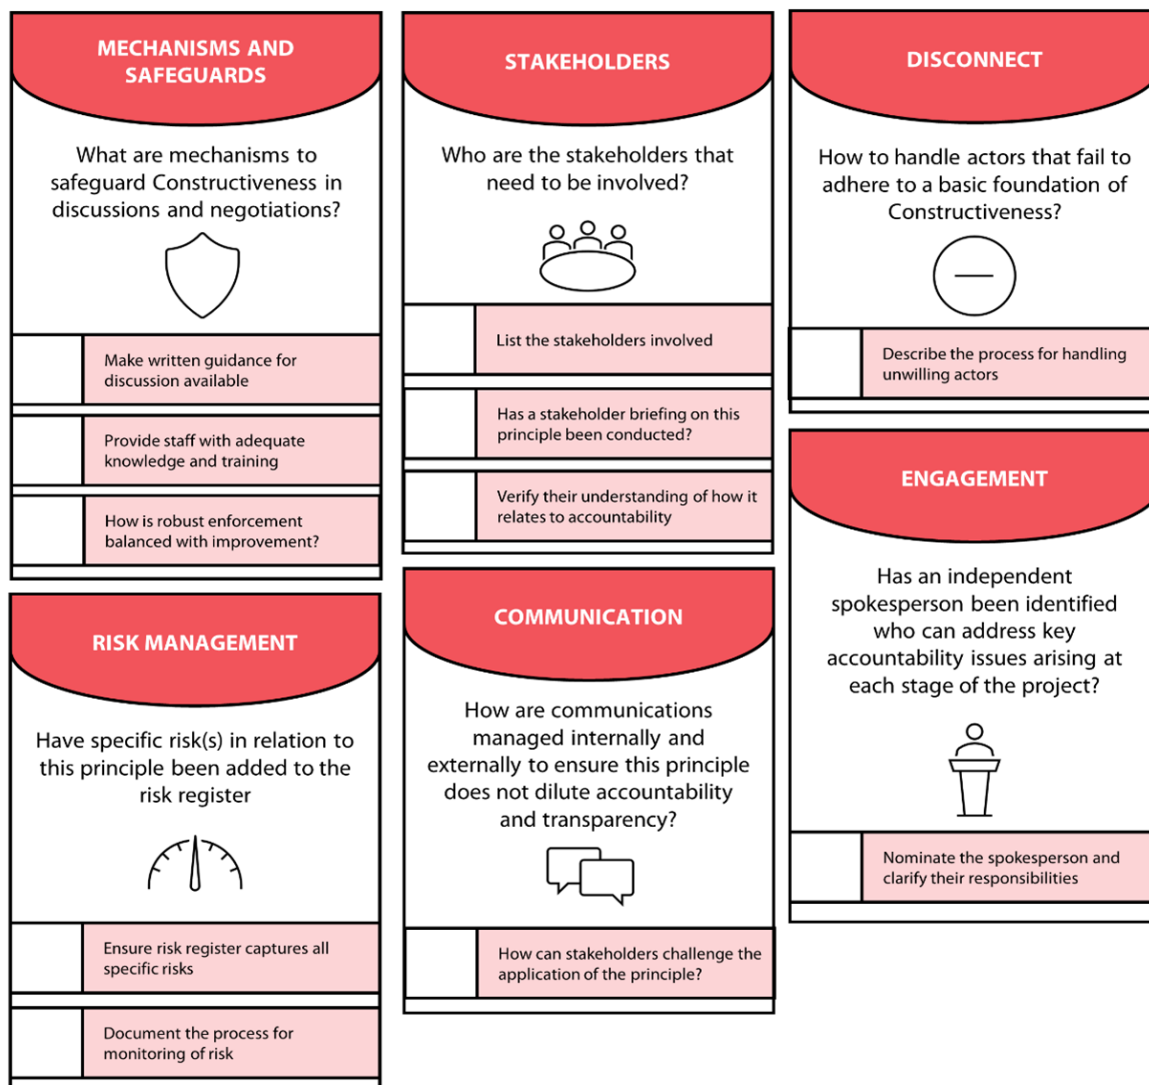 MECHANISMS AND
SAFEGUARDS
What are mechanisms to
safeguard Constructiveness in
discussions and negotiations?
Make written guidance for
discussion available
Provide staff with adequate
knowledge and training
How is robust enforcement
balanced with improvement?
RISK MANAGEMENT
Have specific risk(s) in relation to
this principle been added to the
risk register
Ensure risk register captures all
specific risks
Document the process for
monitoring of risk
STAKEHOLDERS
Who are the stakeholders that
need to be involved?
List the stakeholders involved
Has a stakeholder briefing on this
principle been conducted?
Verify their understanding of how it
relates to accountability
COMMUNICATION
How are communications
managed internally and
externally to ensure this principle
does not dilute accountability
and transparency?
How can stakeholders challenge the
application of the principle?
DISCONNECT
How to handle actors that fail to
adhere to a basic foundation of
Constructiveness?
Describe the process for handling
unwilling actors
ENGAGEMENT
Has an independent
spokesperson been identified
who can address key
accountability issues arising at
each stage of the project?
Nominate the spokesperson and
clarify their responsibilities